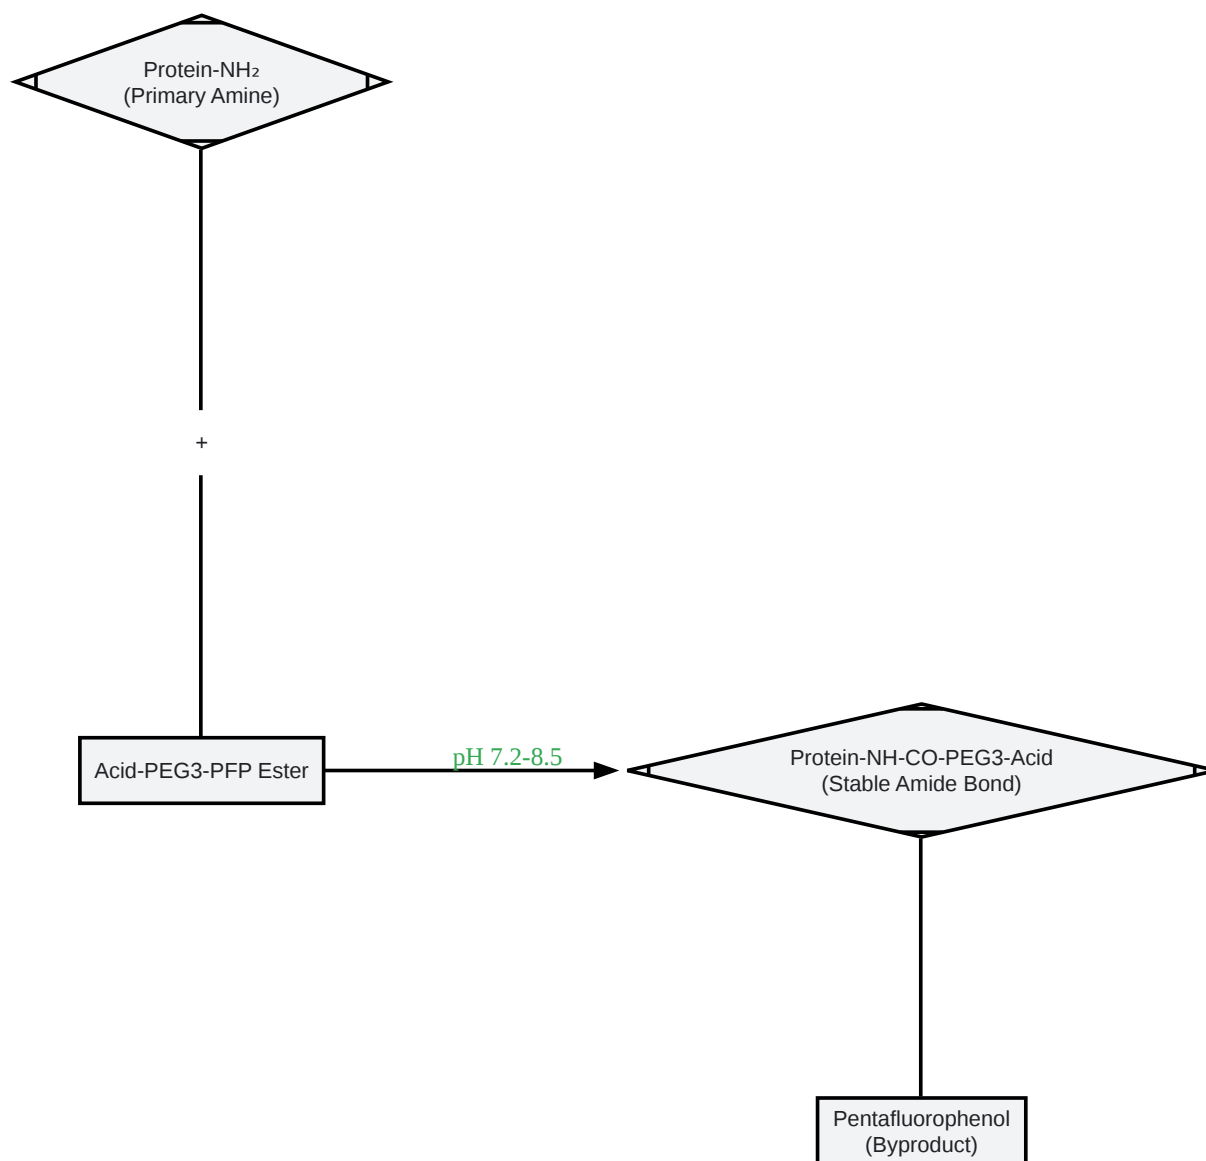 Protein-NH₂
(Primary Amine)
+
Acid-PEG3-PFP Ester
pH 7.2-8.5
Protein-NH-CO-PEG3-Acid
(Stable Amide Bond)
Pentafluorophenol
(Byproduct)